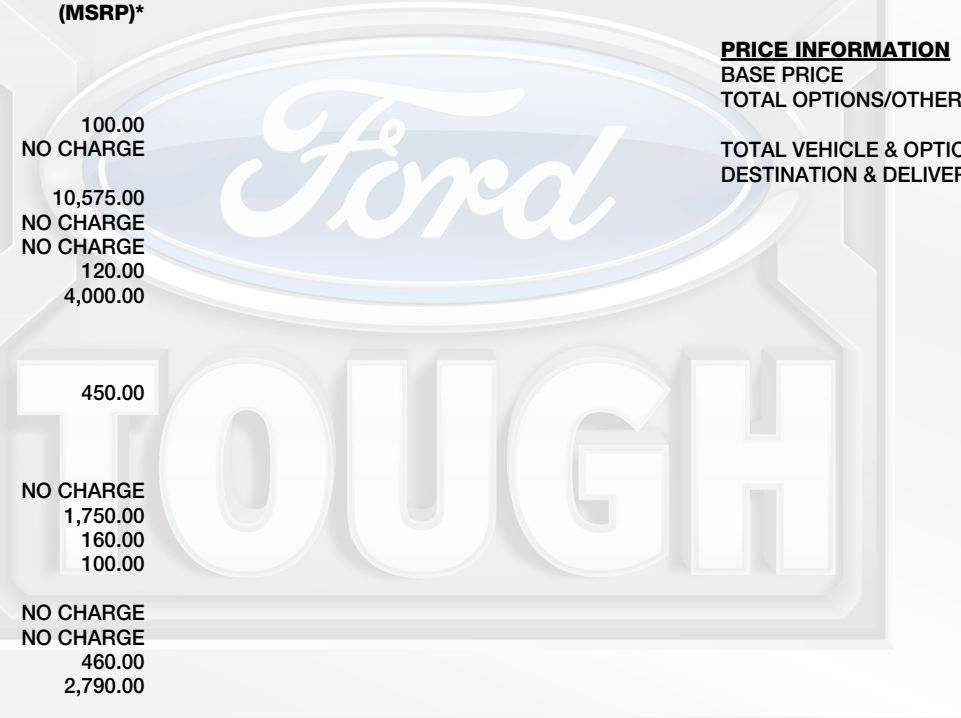 (MSRP)*
100.00
NO CHARGE
10,575.00
NO CHARGE
NO CHARGE
120.00
4,000.00
450.00
NO CHARGE
1,750.00
160.00
100.00
NO CHARGE
NO CHARGE
460.00
2,790.00
PRICE INFORMATION
BASE PRICE
TOTAL OPTIONS/OTHER
TOTAL VEHICLE & OPTIO
DESTINATION & DELIVER
Ford
TOUGH